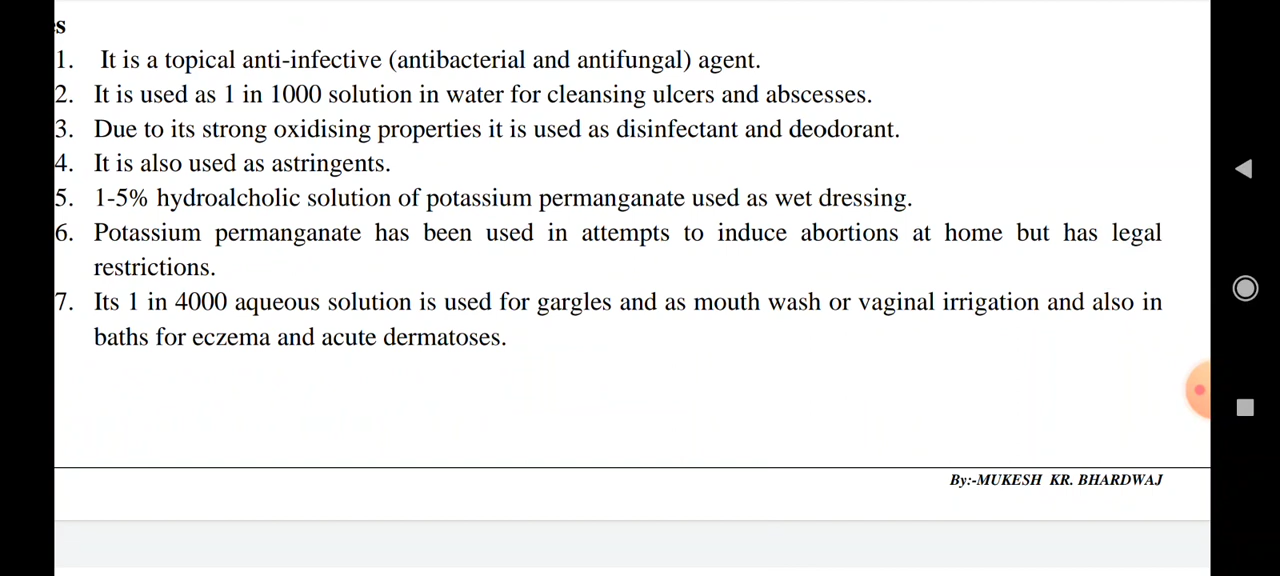 s
1. It is a topical anti-infective (antibacterial and antifungal) agent.
2. It is used as 1 in 1000 solution in water for cleansing ulcers and abscesses.
3. Due to its strong oxidising properties it is used as disinfectant and deodorant.
4. It is also used as astringents.
5. 1-5% hydroalcholic solution of potassium permanganate used as wet dressing.
6. Potassium permanganate has been used in attempts to induce abortions at home but has legal
restrictions.
7. Its 1 in 4000 aqueous solution is used for gargles and as mouth wash or vaginal irrigation and also in
baths for eczema and acute dermatoses.
By:-MUKESH KR. BHARDWAJ